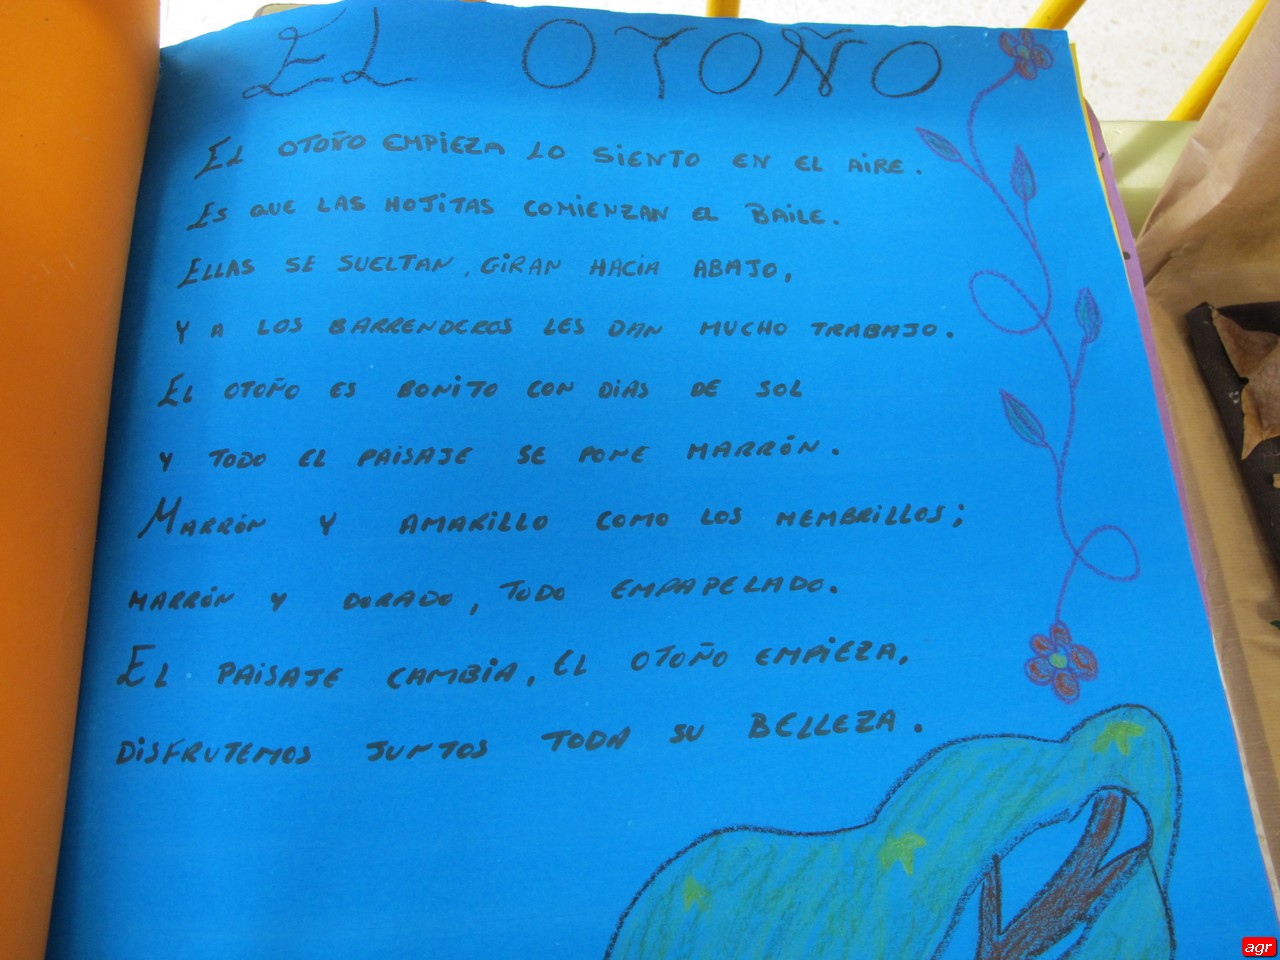 EL OTOÑO
EL OTOÑO EMPIEZA LO SIENTO EN EL AIRE.
ES QUE LAS HOJITAS COMIENZAN EL BAILE.
ELLAS SE SUELTAN, GIRAN HACIA ABAJO,
Y A LOS BARRENDEROS LES DAN MUCHO TRABAJO.
EL OTOÑO ES BONITO CON DIAS DE SOL
Y TODO EL PAISAJE SE PONE MARRÓN.
MARRÓN Y AMARILLO COMO LOS MEMBRILLOS;
MARRÓN Y DORADO, TODO EMPAPELADO.
EL PAISAJE CAMBIA, EL OTOÑO EMPIEZA,
DISFRUTEMOS JUNTOS TODA SU BELLEZA.
agr